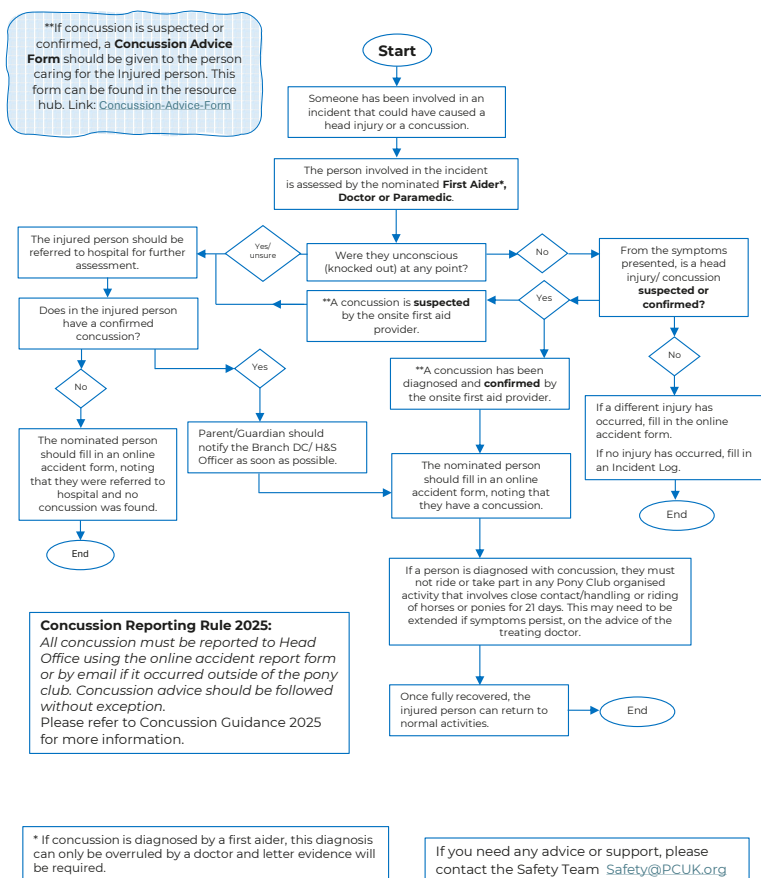 **If concussion is suspected or
confirmed, a Concussion Advice
Form should be given to the person
caring for the Injured person. This
form can be found in the resource
hub. Link: Concussion-Advice-Form
Start
Someone has been involved in an
incident that could have caused a
head injury or a concussion.
The person involved in the incident
is assessed by the nominated First Aider*,
Doctor or Paramedic.
The injured person should be
referred to hospital for further
assessment.
Yes/
unsure
Were they unconscious
(knocked out) at any point?
No
From the symptoms
presented, is a head
injury/ concussion
suspected or
confirmed?
**A concussion is suspected
by the onsite first aid
provider.
Yes
Does in the injured person
have a confirmed
concussion?
No
Yes
**A concussion has been
diagnosed and confirmed by
the onsite first aid provider.
No
If a different injury has
occurred, fill in the online
accident form.
If no injury has occurred, fill in
an Incident Log.
End
The nominated person
should fill in an online
accident form, noting
that they were referred to
hospital and no
concussion was found.
End
Parent/Guardian should
notify the Branch DC/ H&S
Officer as soon as possible.
The nominated person
should fill in an online
accident form, noting that
they have a concussion.
If a person is diagnosed with concussion, they must
not ride or take part in any Pony Club organised
activity that involves close contact/handling or riding
of horses or ponies for 21 days. This may need to be
extended if symptoms persist, on the advice of the
treating doctor.
Once fully recovered, the
injured person can return to
normal activities.
End
Concussion Reporting Rule 2025:
All concussion must be reported to Head
Office using the online accident report form
or by email if it occurred outside of the pony
club. Concussion advice should be followed
without exception.
Please refer to Concussion Guidance 2025
for more information.
* If concussion is diagnosed by a first aider, this diagnosis
can only be overruled by a doctor and letter evidence will
be required.
If you need any advice or support, please
contact the Safety Team Safety@PCUK.org